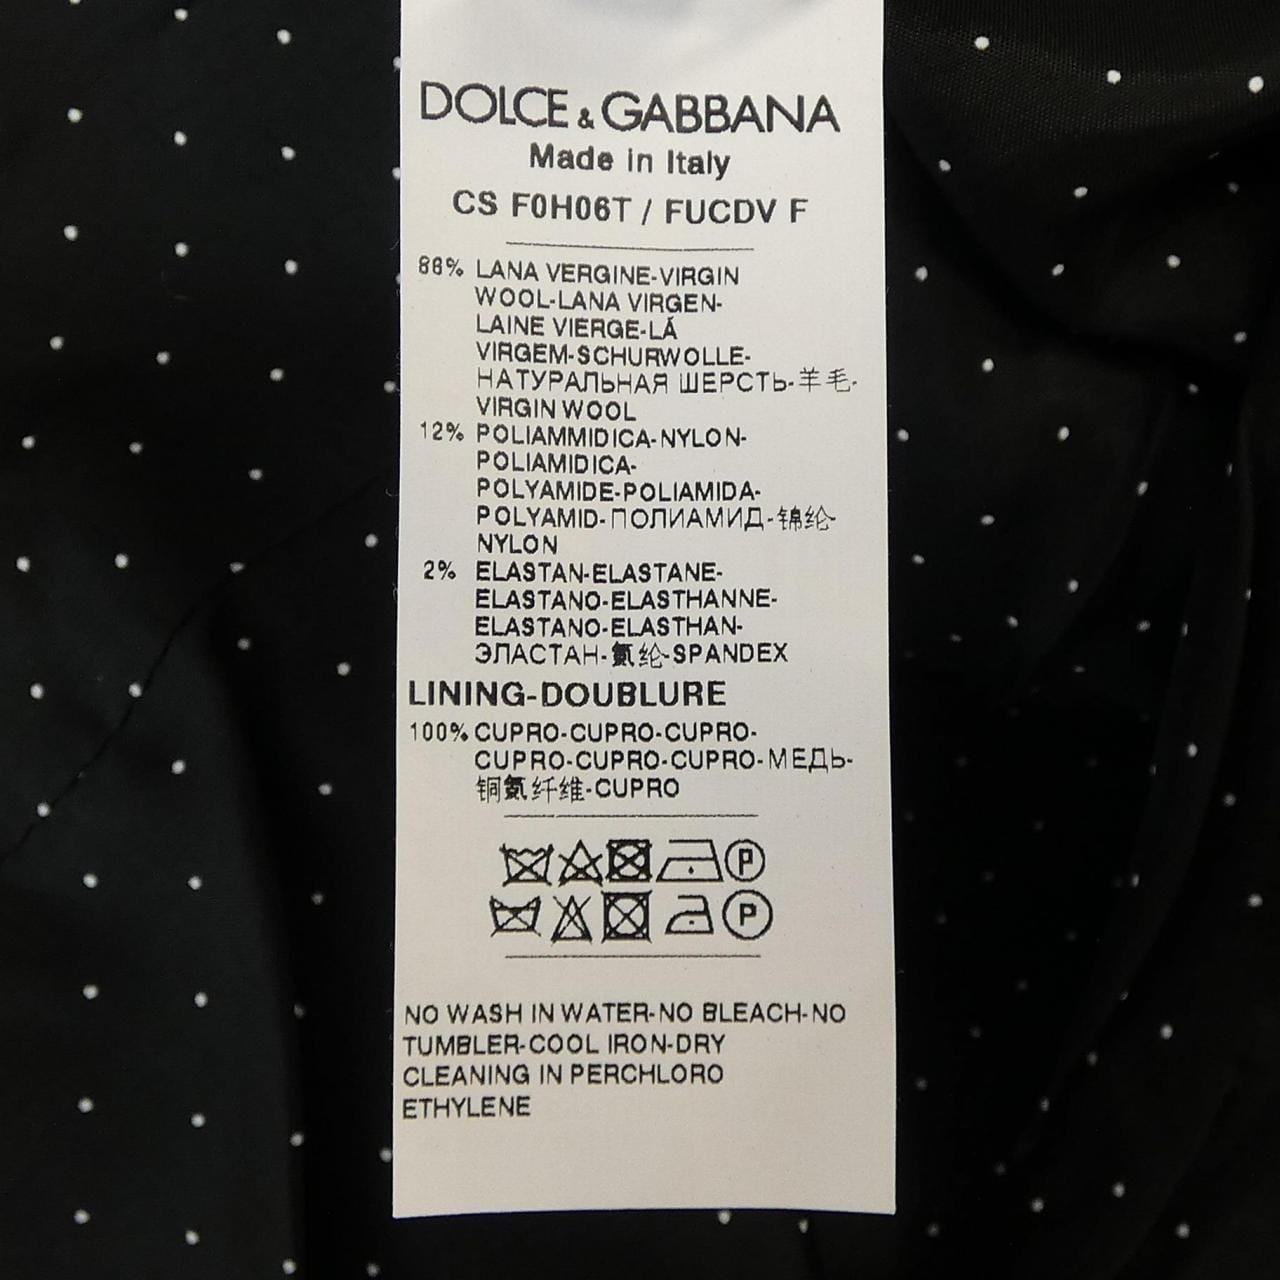 DOLCE & GABBANA
Made in Italy
CS F0H06T / FUCDV F
86% LANA VERGINE-VIRGIN
WOOL-LANA VIRGEN-
LAINE VIERGE-LÃ
VIRGEM-SCHURWOLLE-
НАТУРАЛЬНАЯ ШЕРСТЬ-羊毛-
VIRGIN WOOL
12% POLIAMMIDICA-NYLON-
POLIAMIDICA-
POLYAMIDE-POLIAMIDA-
POLYAMID-ПОЛИАМИД-锦纶-
NYLON
2% ELASTAN-ELASTANE-
ELASTANO-ELASTHANNE-
ELASTANO-ELASTHAN-
ЭЛАСТАН-氨纶-SPANDEX
LINING-DOUBLURE
100% CUPRO-CUPRO-CUPRO-
CUPRO-CUPRO-CUPRO-МЕДЬ-
铜氨纤维-CUPRO
P
P
NO WASH IN WATER-NO BLEACH-NO
TUMBLER-COOL IRON-DRY
CLEANING IN PERCHLORO
ETHYLENE